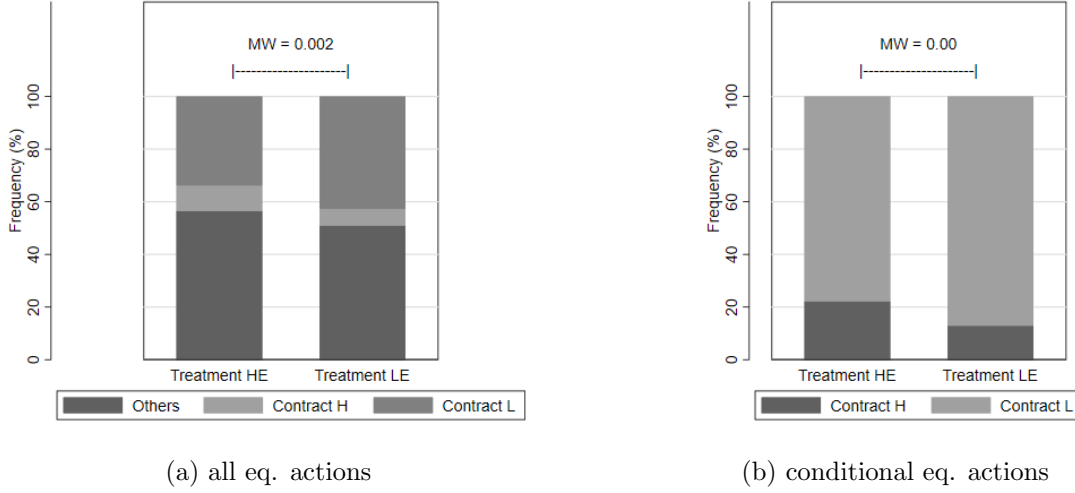 MW = 0.002
|---------------------|
Frequency (%)
100
80
60
40
20
0
Treatment HE
Treatment LE
Others
Contract H
Contract L
(a) all eq. actions
MW = 0.00
|---------------------|
Frequency (%)
100
80
60
40
20
0
Treatment HE
Treatment LE
Contract H
Contract L
(b) conditional eq. actions